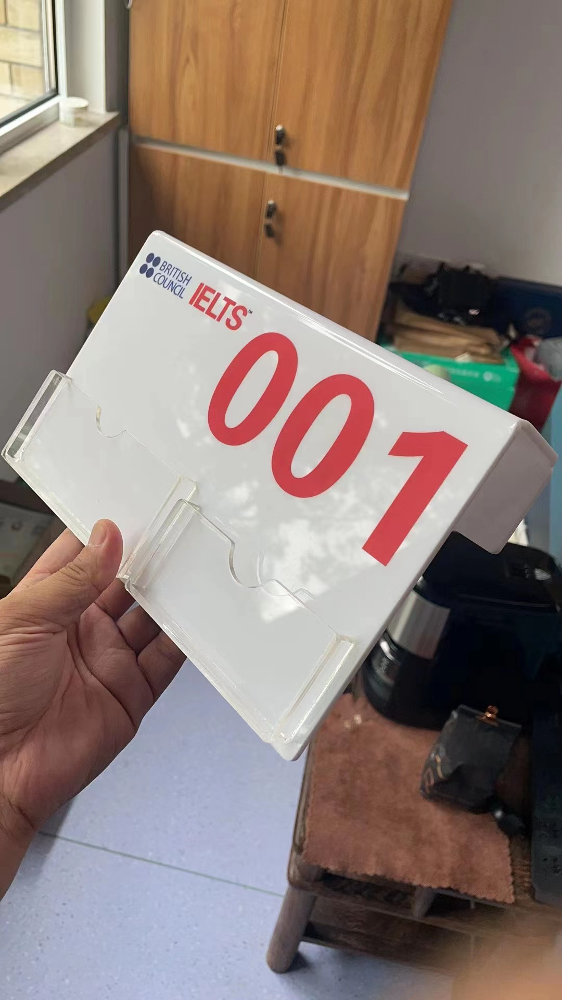 BRITISH
COUNCIL
IELTS™
001